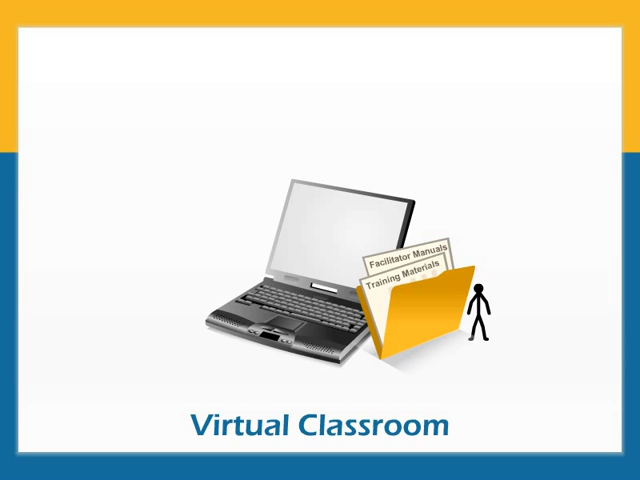 Facilitator Manuals
Training Materials
Virtual Classroom